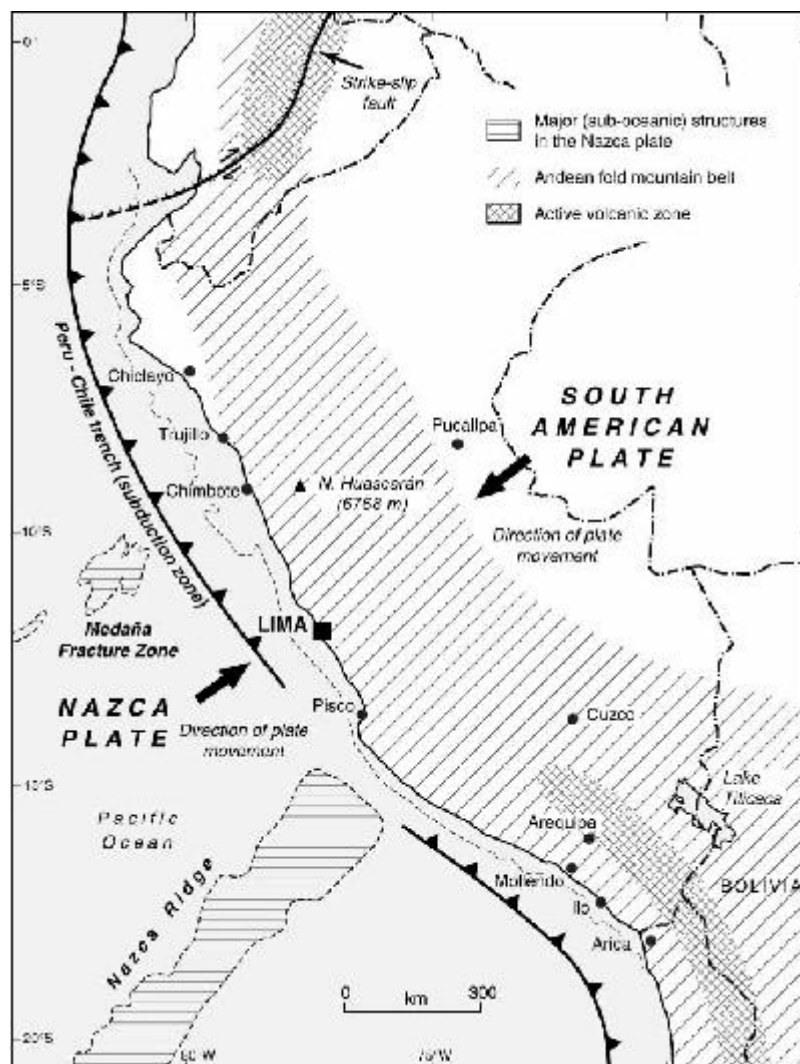 0°
Strike-slip
fault
Major (sub-oceanic) structures
in the Nazca plate
Andean fold mountain belt
Active volcanic zone
5°S
Peru - Chile trench (subduction zone)
Chiclayo
SOUTH
AMERICAN
PLATE
Pucallpa
Trujillo
Chimbote
N. Huascarán
(6768 m)
Direction of plate
movement
10°S
LIMA
Medaña
Fracture Zone
NAZCA
PLATE
Direction of plate
movement
Pisco
Cuzco
15°S
Lake
Titicaca
Pacific
Ocean
Arequipa
Mollendo
BOLIVIA
Nazca Ridge
Ilo
Arica
0
300
km
20°S
80°W
75°W